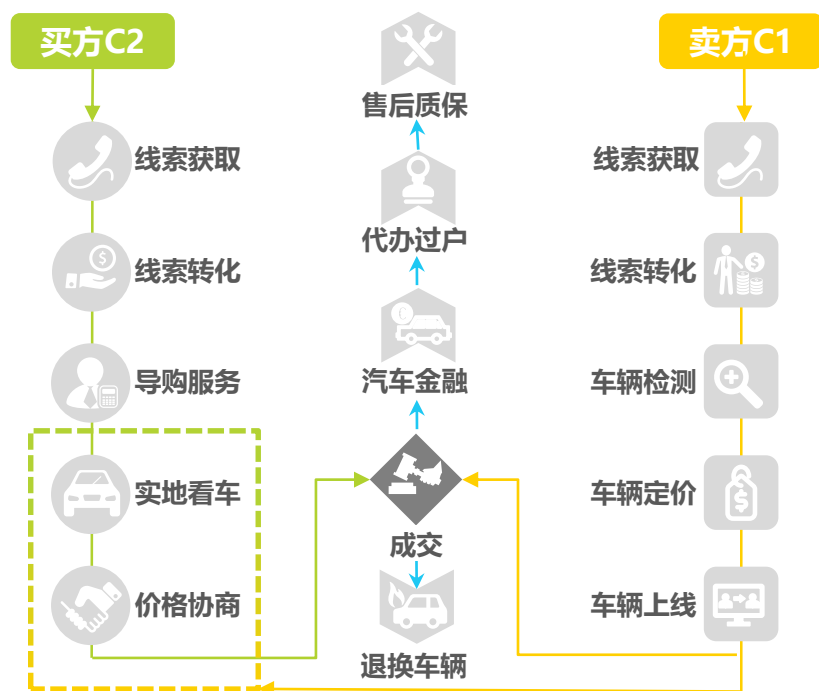 买方C2
线索获取
线索转化
导购服务
实地看车
价格协商
售后质保
代办过户
汽车金融
成交
退换车辆
卖方C1
线索获取
线索转化
车辆检测
车辆定价
车辆上线